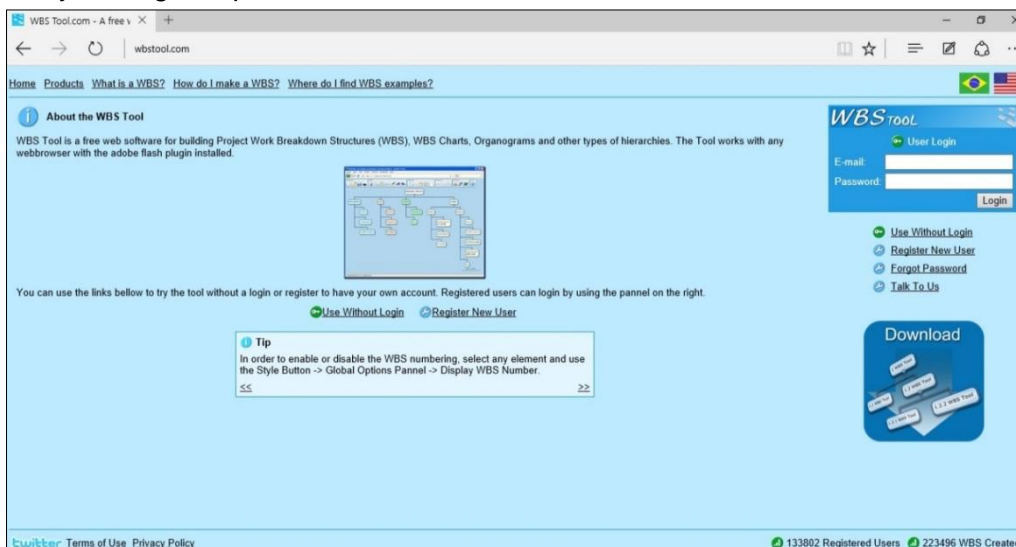 WBS Tool.com - A free v
wbstool.com
Home Products What is a WBS? How do I make a WBS? Where do I find WBS examples?
About the WBS Tool
WBS Tool is a free web software for building Project Work Breakdown Structures (WBS), WBS Charts, Organograms and other types of hierarchies. The Tool works with any
webbrowser with the adobe flash plugin installed.
You can use the links bellow to try the tool without a login or register to have your own account. Registered users can login by using the pannel on the right.
Use Without Login Register New User
Tip
In order to enable or disable the WBS numbering, select any element and use
the Style Button -> Global Options Pannel -> Display WBS Number.
<< >>
WBS TOOL
User Login
E-mail:
Password:
Login
Use Without Login
Register New User
Forgot Password
Talk To Us
Download
twitter Terms of Use Privacy Policy
133802 Registered Users 223496 WBS Created